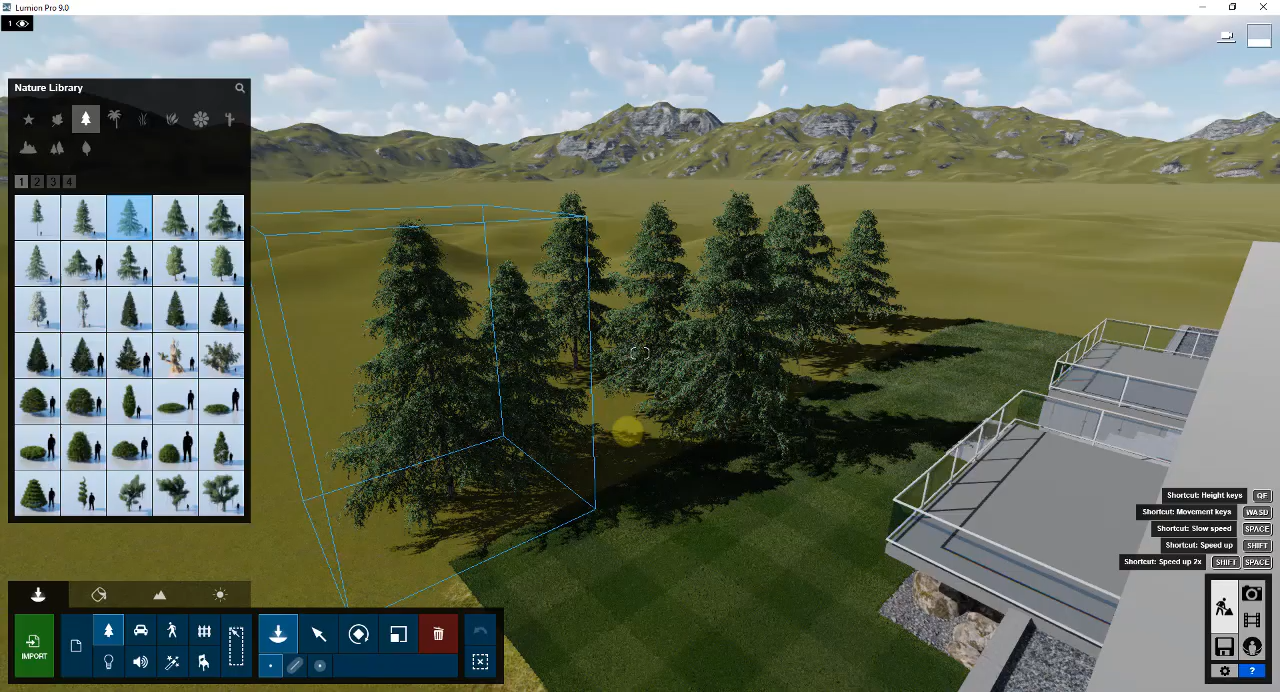 Lumion Pro 9.0
1
Nature Library
1 2 3 4
Shortcut: Height keys QF
Shortcut: Movement keys WASD
Shortcut: Slow speed SPACE
Shortcut: Speed up SHIFT
Shortcut: Speed up 2x SHIFT SPACE
IMPORT
?